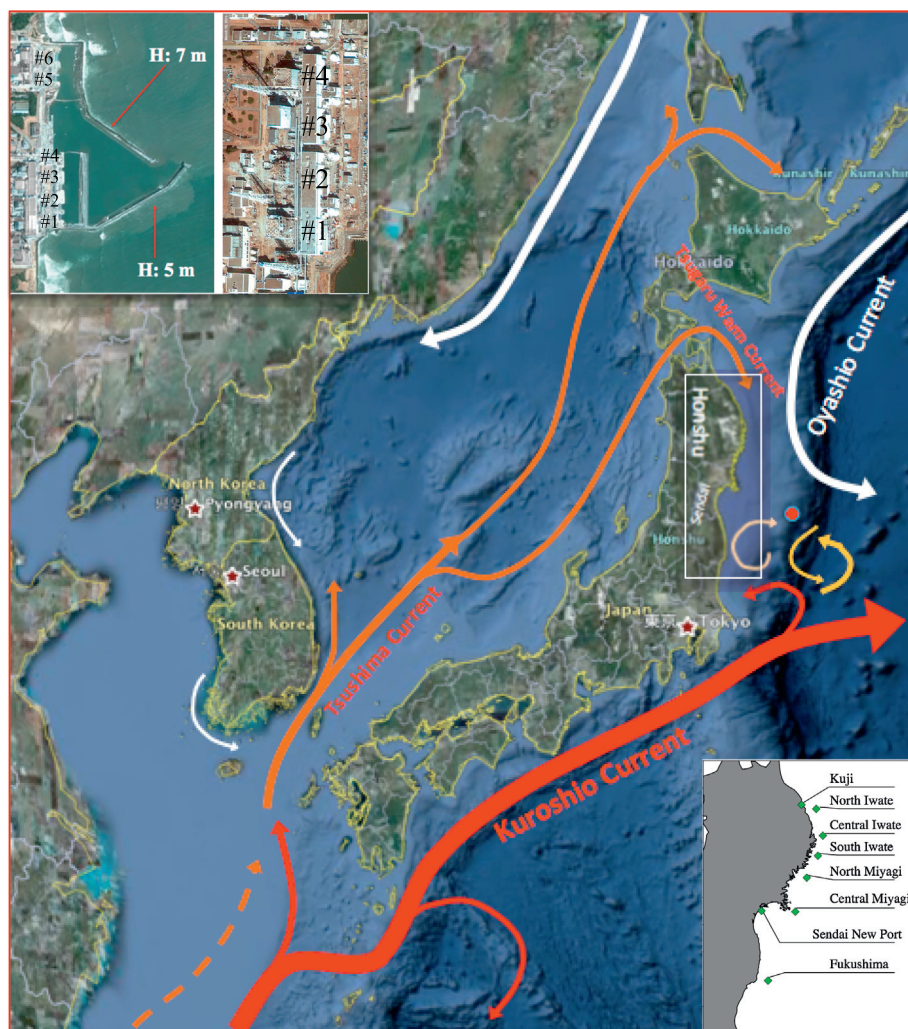 #6
#5
H: 7 m
#4
#3
#2
#1
H: 5 m
#4
#3
#2
#1
Kunashir
Kunashir
Hokkaido
Hokkaido
Tsugaru Warm Current
Oyashio Current
Honshu
Honshu
North Korea
평양
Pyongyang
Seoul
South Korea
Japan
東京
Tokyo
Tsushima Current
Kuroshio Current
Kuji
North Iwate
Central Iwate
South Iwate
North Miyagi
Central Miyagi
Sendai New Port
Fukushima